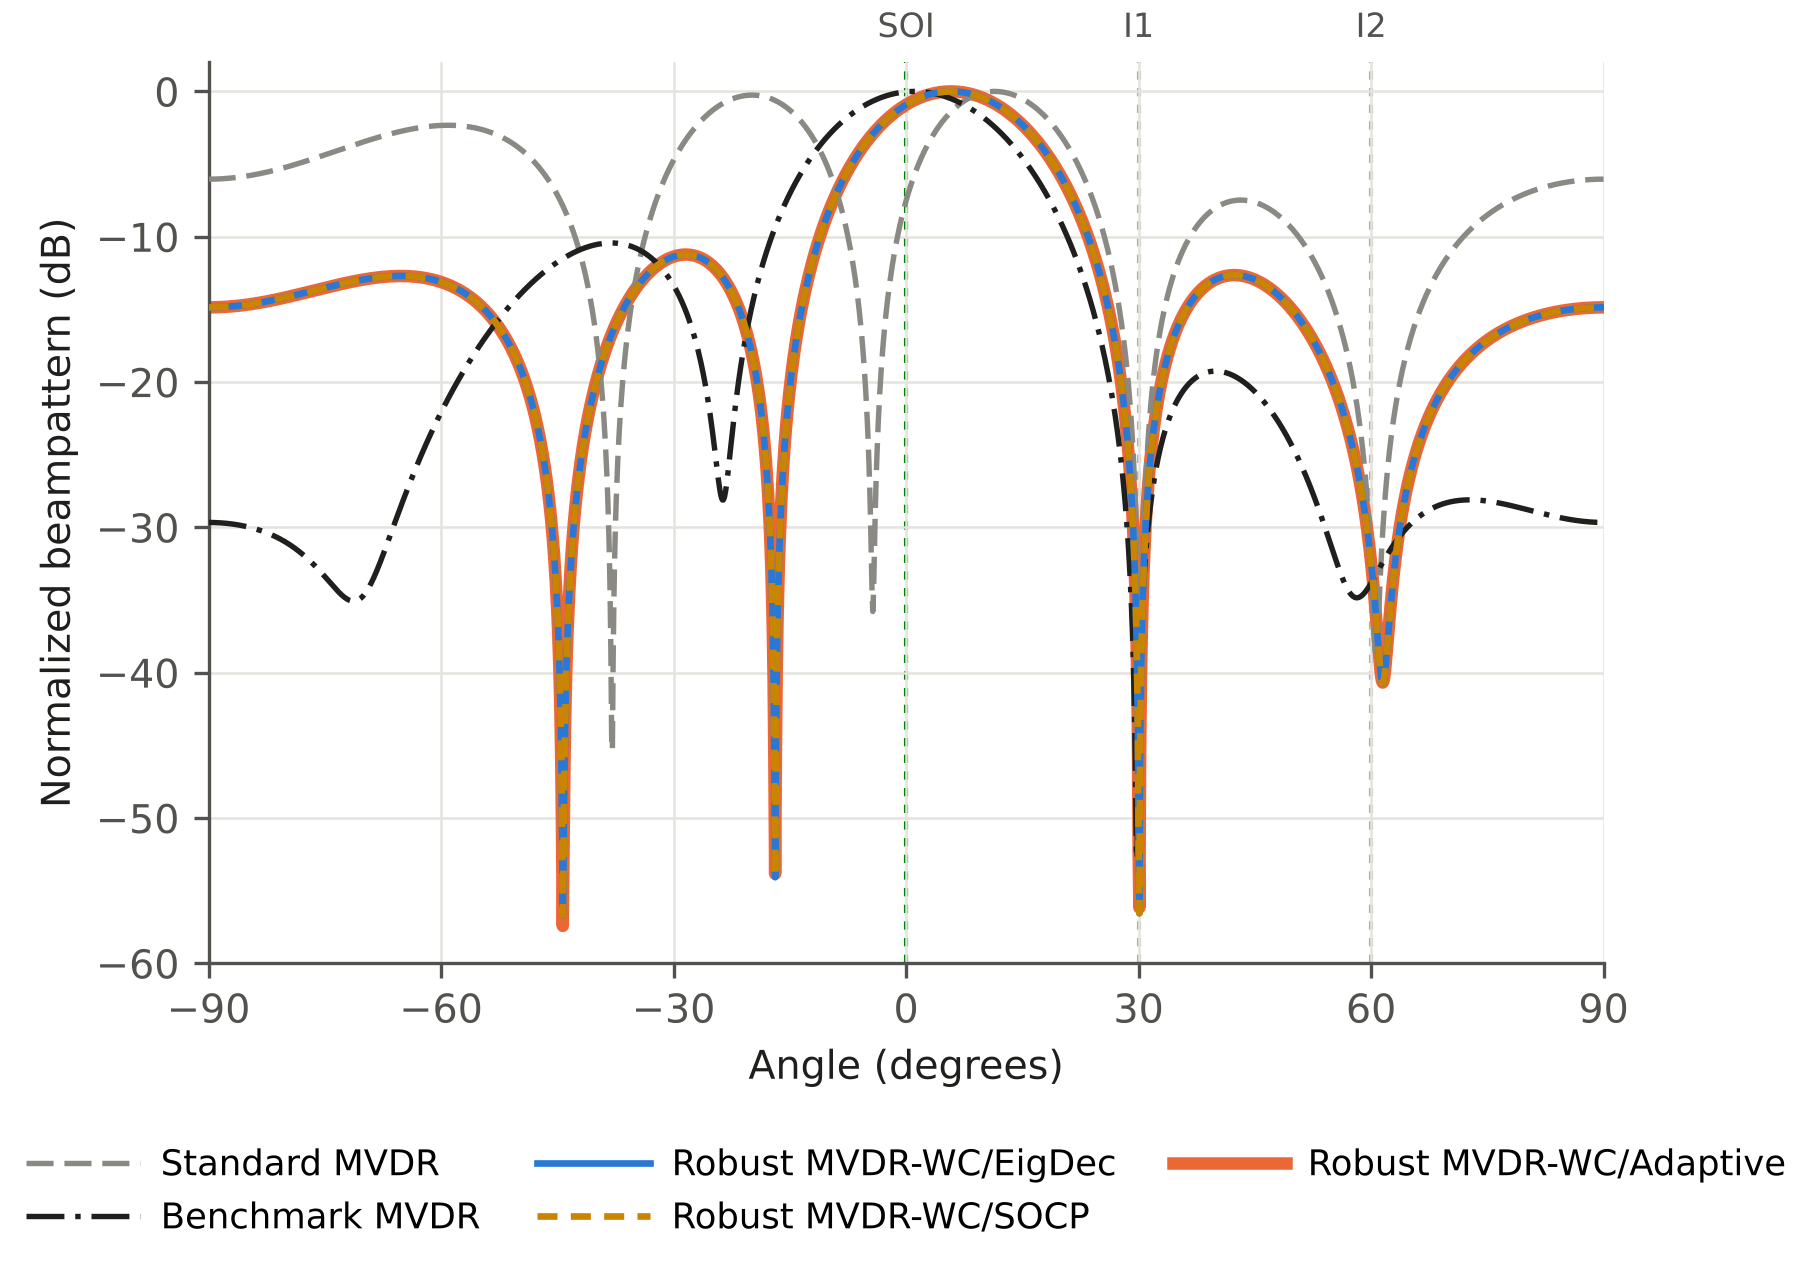 SOI I1 I2
Normalized beampattern (dB)
0
−10
−20
−30
−40
−50
−60
−90 −60 −30 0 30 60 90
Angle (degrees)
Standard MVDR Robust MVDR-WC/EigDec Robust MVDR-WC/Adaptive
Benchmark MVDR Robust MVDR-WC/SOCP